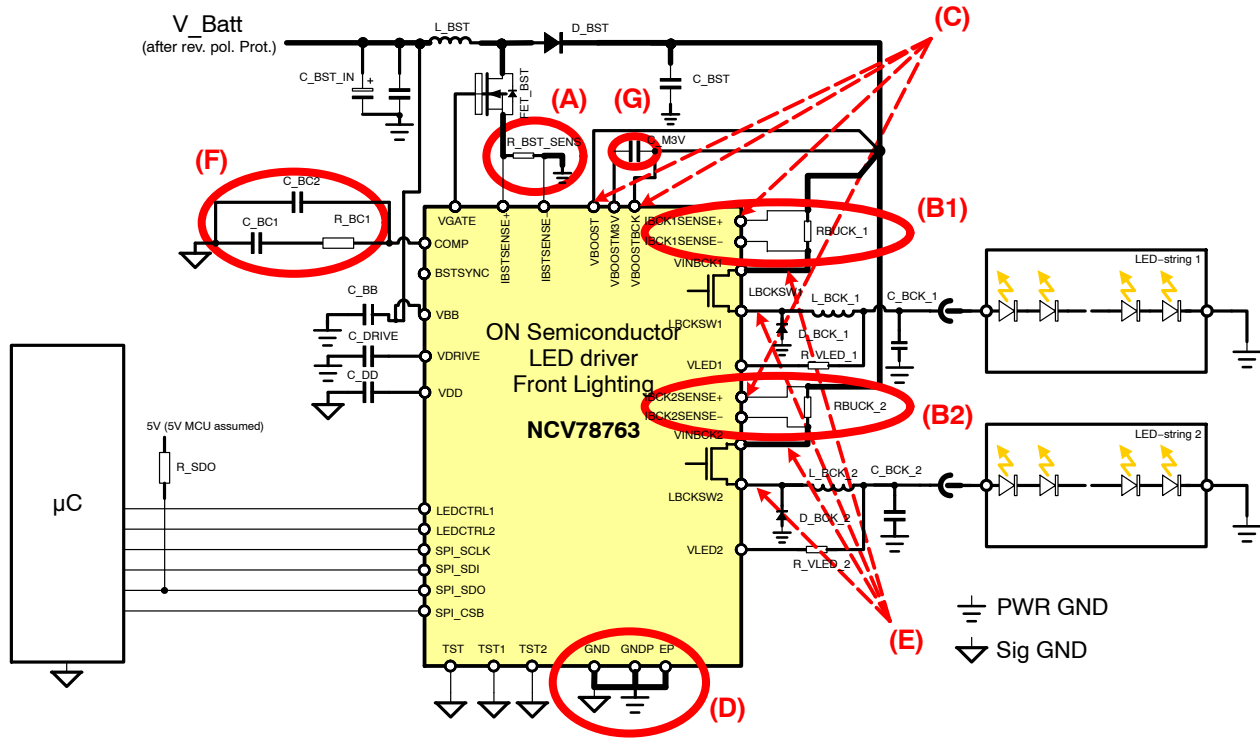 V_Batt
(after rev. pol. Prot.)
L_BST
D_BST
C_BST_IN
+
FET_BST
C_BST
(C)
(A)
(G)
R_BST_SENS
C_M3V
(F)
C_BC2
C_BC1
R_BC1
VGATE
IBSTSENSE+
IBSTSENSE-
VBOOST
VBOOSTM3V
VBOOSTBCK
IBCK1SENSE+
IBCK1SENSE-
RBUCK_1
(B1)
COMP
BSTSYNC
VINBCK1
C_BB
VBB
LBCKSW1
LBCKSW1
L_BCK_1
C_BCK_1
LED-string 1
D_BCK_1
C_DRIVE
VDRIVE
ON Semiconductor
LED driver
Front Lighting
NCV78763
VLED1
R_VLED_1
C_DD
VDD
IBCK2SENSE+
IBCK2SENSE-
RBUCK_2
(B2)
VINBCK2
LED-string 2
5V (5V MCU assumed)
R_SDO
µC
L_BCK_2
C_BCK_2
LBCKSW2
D_BCK_2
VLED2
R_VLED_2
LEDCTRL1
LEDCTRL2
SPI_SCLK
SPI_SDI
SPI_SDO
SPI_CSB
PWR GND
(E)
Sig GND
TST
TST1
TST2
GND
GNDP
EP
(D)